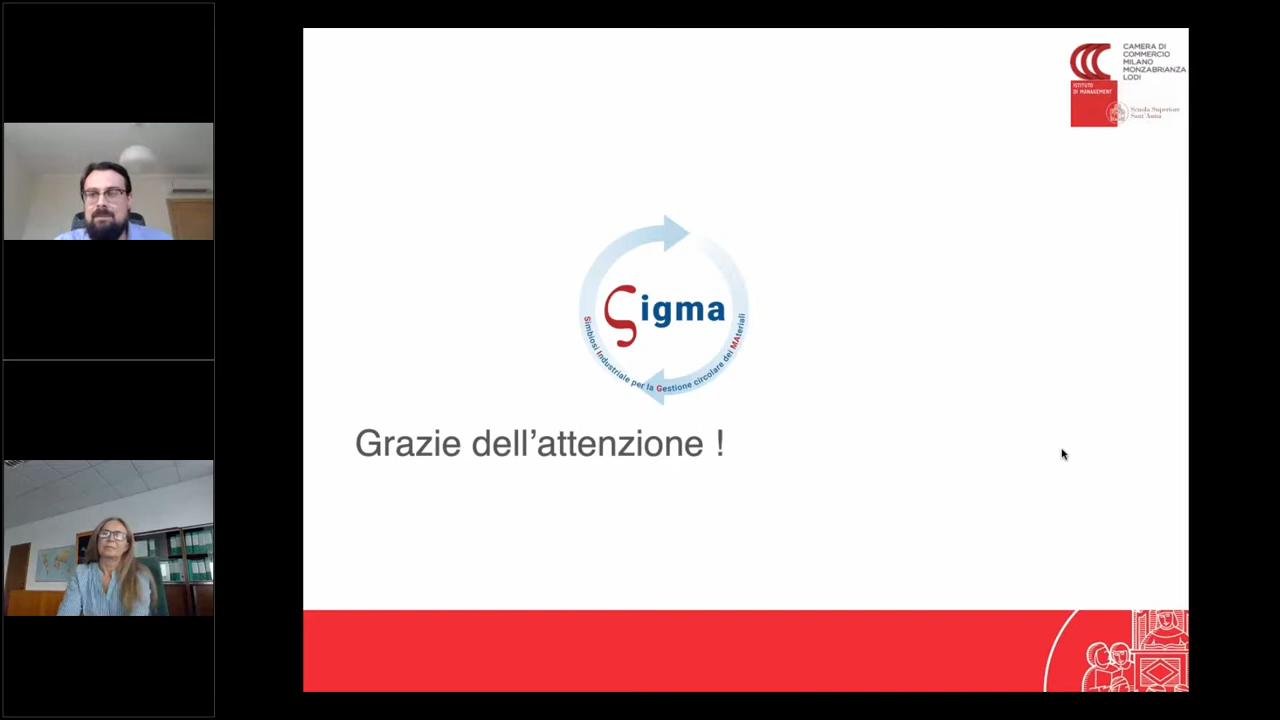 CAMERA DI
COMMERCIO
MILANO
MONZABRIANZA
LODI
ISTITUTO
DI MANAGEMENT
Scuola Superiore
Sant'Anna
Sigma
Simbiosi Industriale per la Gestione circolare dei MAteriali
Grazie dell'attenzione !